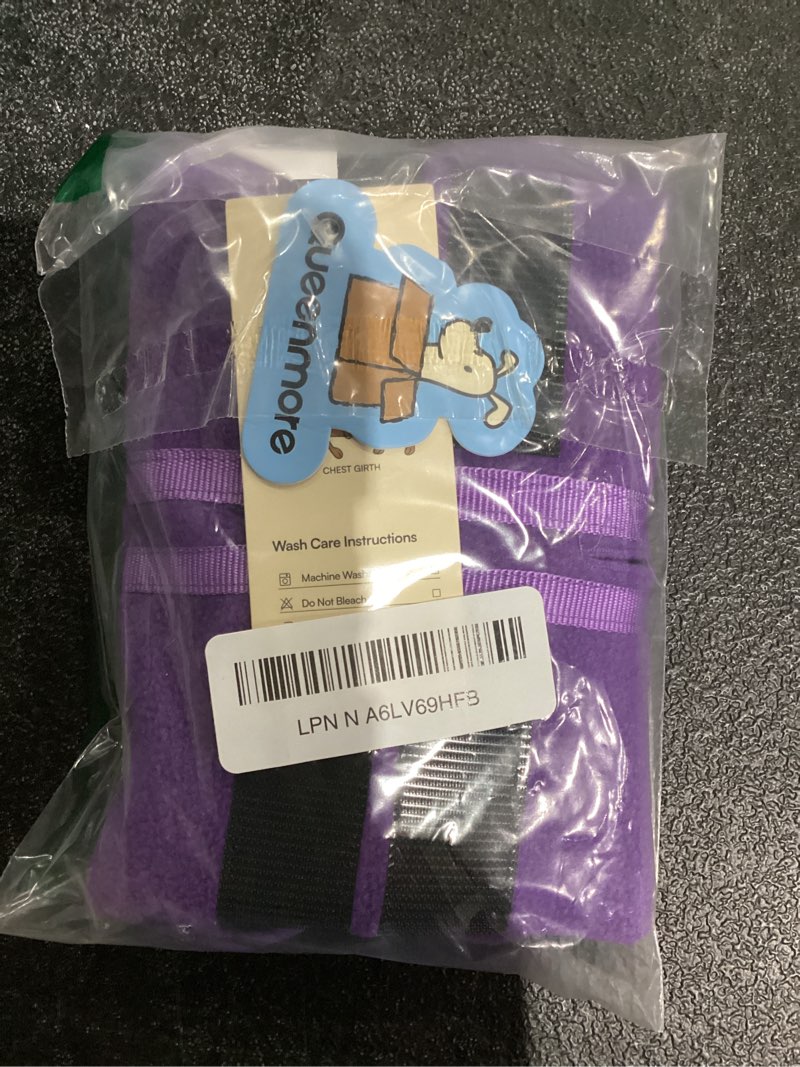 Queenmore
CHEST GIRTH
Wash Care Instructions
Machine Wash
Do Not Bleach
LPN N A6LV69HFB